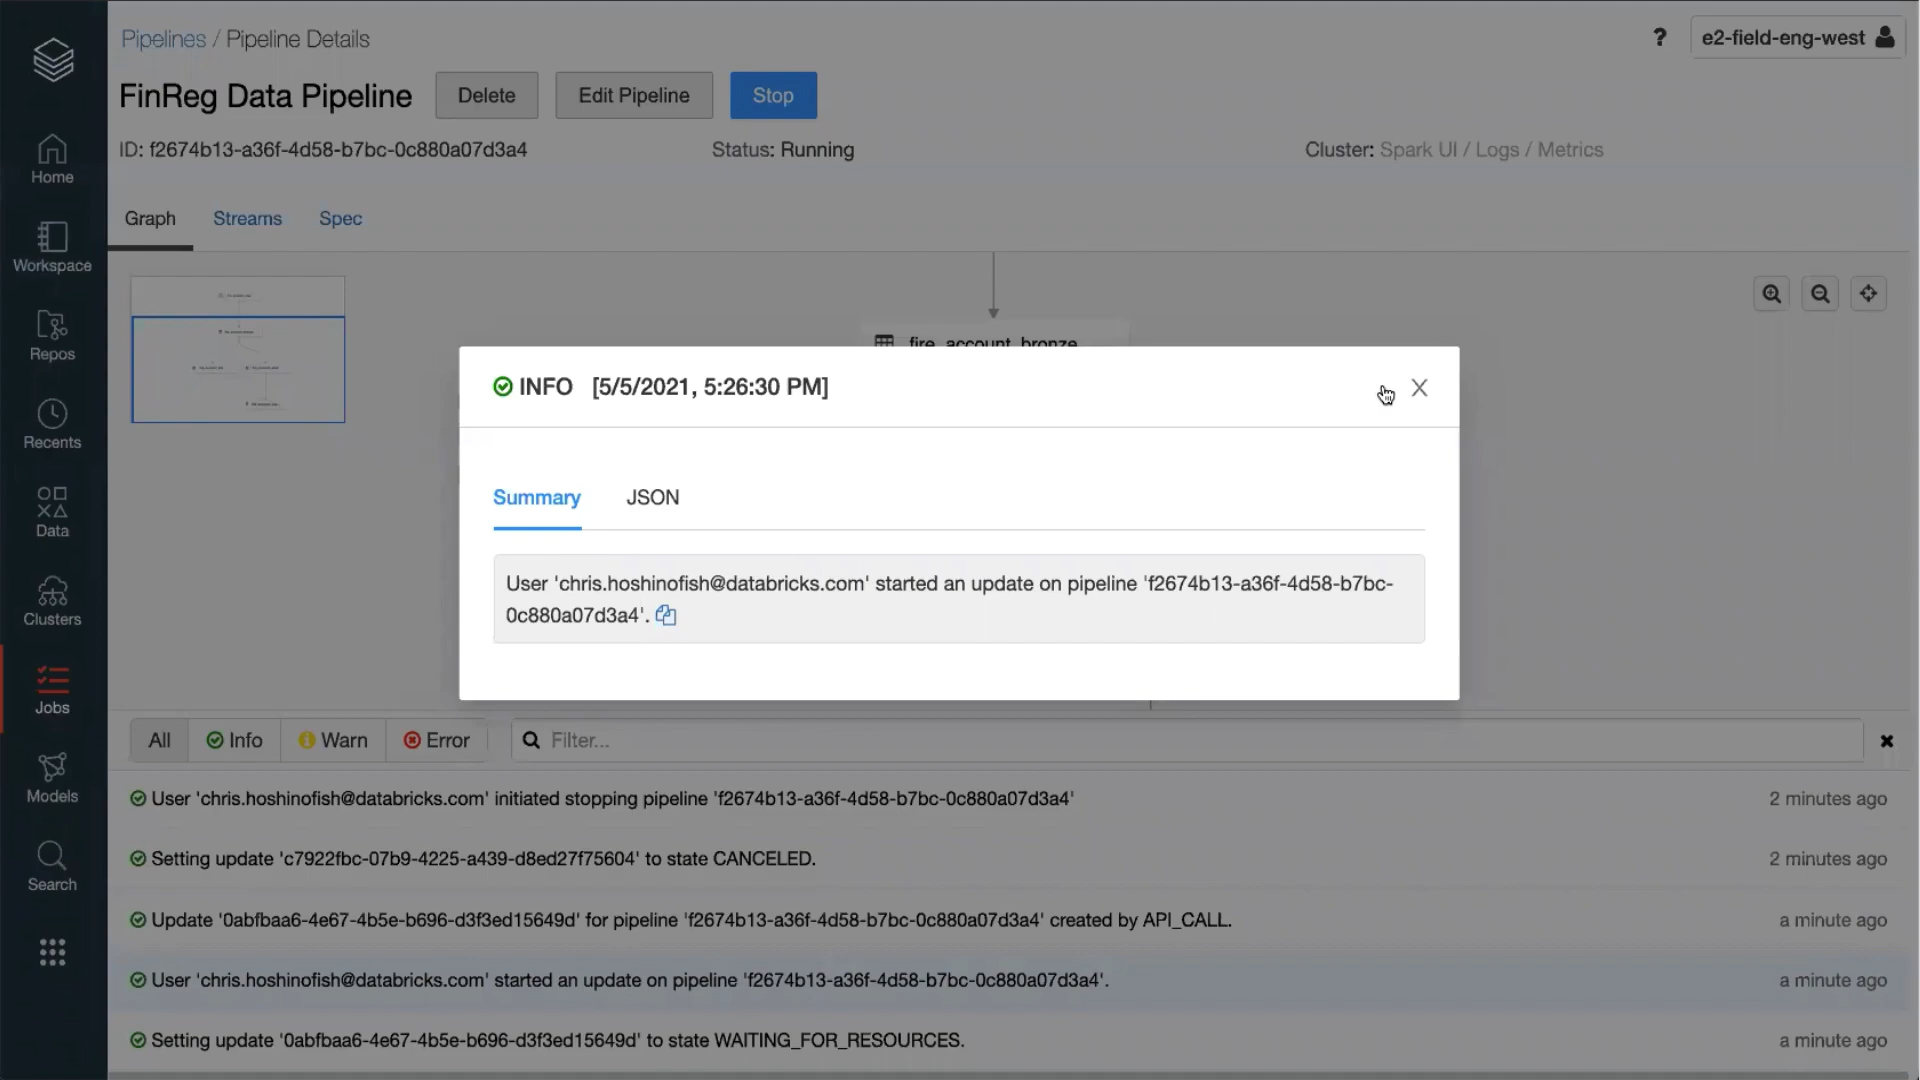 Pipelines / Pipeline Details
? e2-field-eng-west
FinReg Data Pipeline Delete Edit Pipeline Stop
ID: f2674b13-a36f-4d58-b7bc-0c880a07d3a4 Status: Running Cluster: Spark UI / Logs / Metrics
Graph Streams Spec
Home
Workspace
Repos
Recents
Data
Clusters
Jobs
Models
Search
fire_account_bronze
INFO [5/5/2021, 5:26:30 PM]
Summary JSON
User 'chris.hoshinofish@databricks.com' started an update on pipeline 'f2674b13-a36f-4d58-b7bc-
0c880a07d3a4'.
All Info Warn Error Filter...
User 'chris.hoshinofish@databricks.com' initiated stopping pipeline 'f2674b13-a36f-4d58-b7bc-0c880a07d3a4' 2 minutes ago
Setting update 'c7922fbc-07b9-4225-a439-d8ed27f75604' to state CANCELED. 2 minutes ago
Update '0abfbaa6-4e67-4b5e-b696-d3f3ed15649d' for pipeline 'f2674b13-a36f-4d58-b7bc-0c880a07d3a4' created by API_CALL. a minute ago
User 'chris.hoshinofish@databricks.com' started an update on pipeline 'f2674b13-a36f-4d58-b7bc-0c880a07d3a4'. a minute ago
Setting update '0abfbaa6-4e67-4b5e-b696-d3f3ed15649d' to state WAITING_FOR_RESOURCES. a minute ago